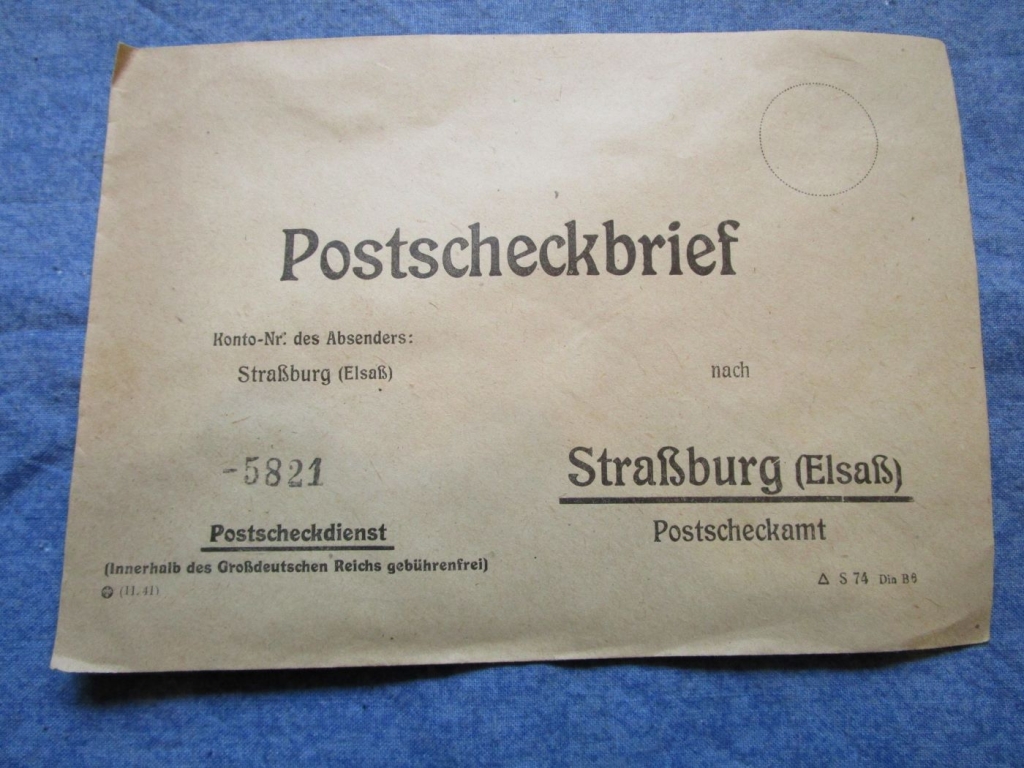 Postscheckbrief
Konto-Nr. des Absenders:
Straßburg (Elsaß)
nach
-5821
Straßburg (Elsaß)
Postscheckdienst
Postscheckamt
(Innerhalb des Großdeutschen Reichs gebührenfrei)
(11.41)
△ S 74 Din B6